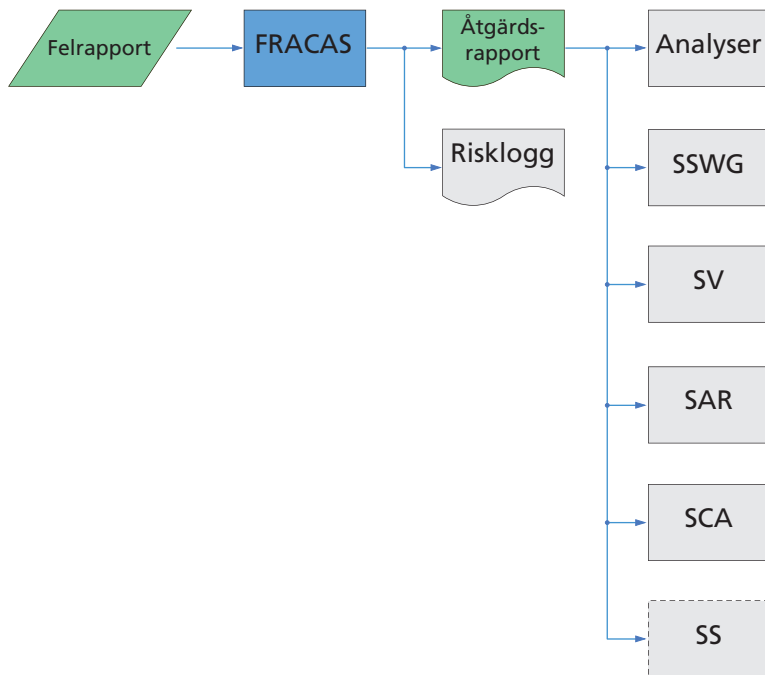 Felrapport
FRACAS
Åtgärds-
rapport
Analyser
Risklogg
SSWG
SV
SAR
SCA
SS